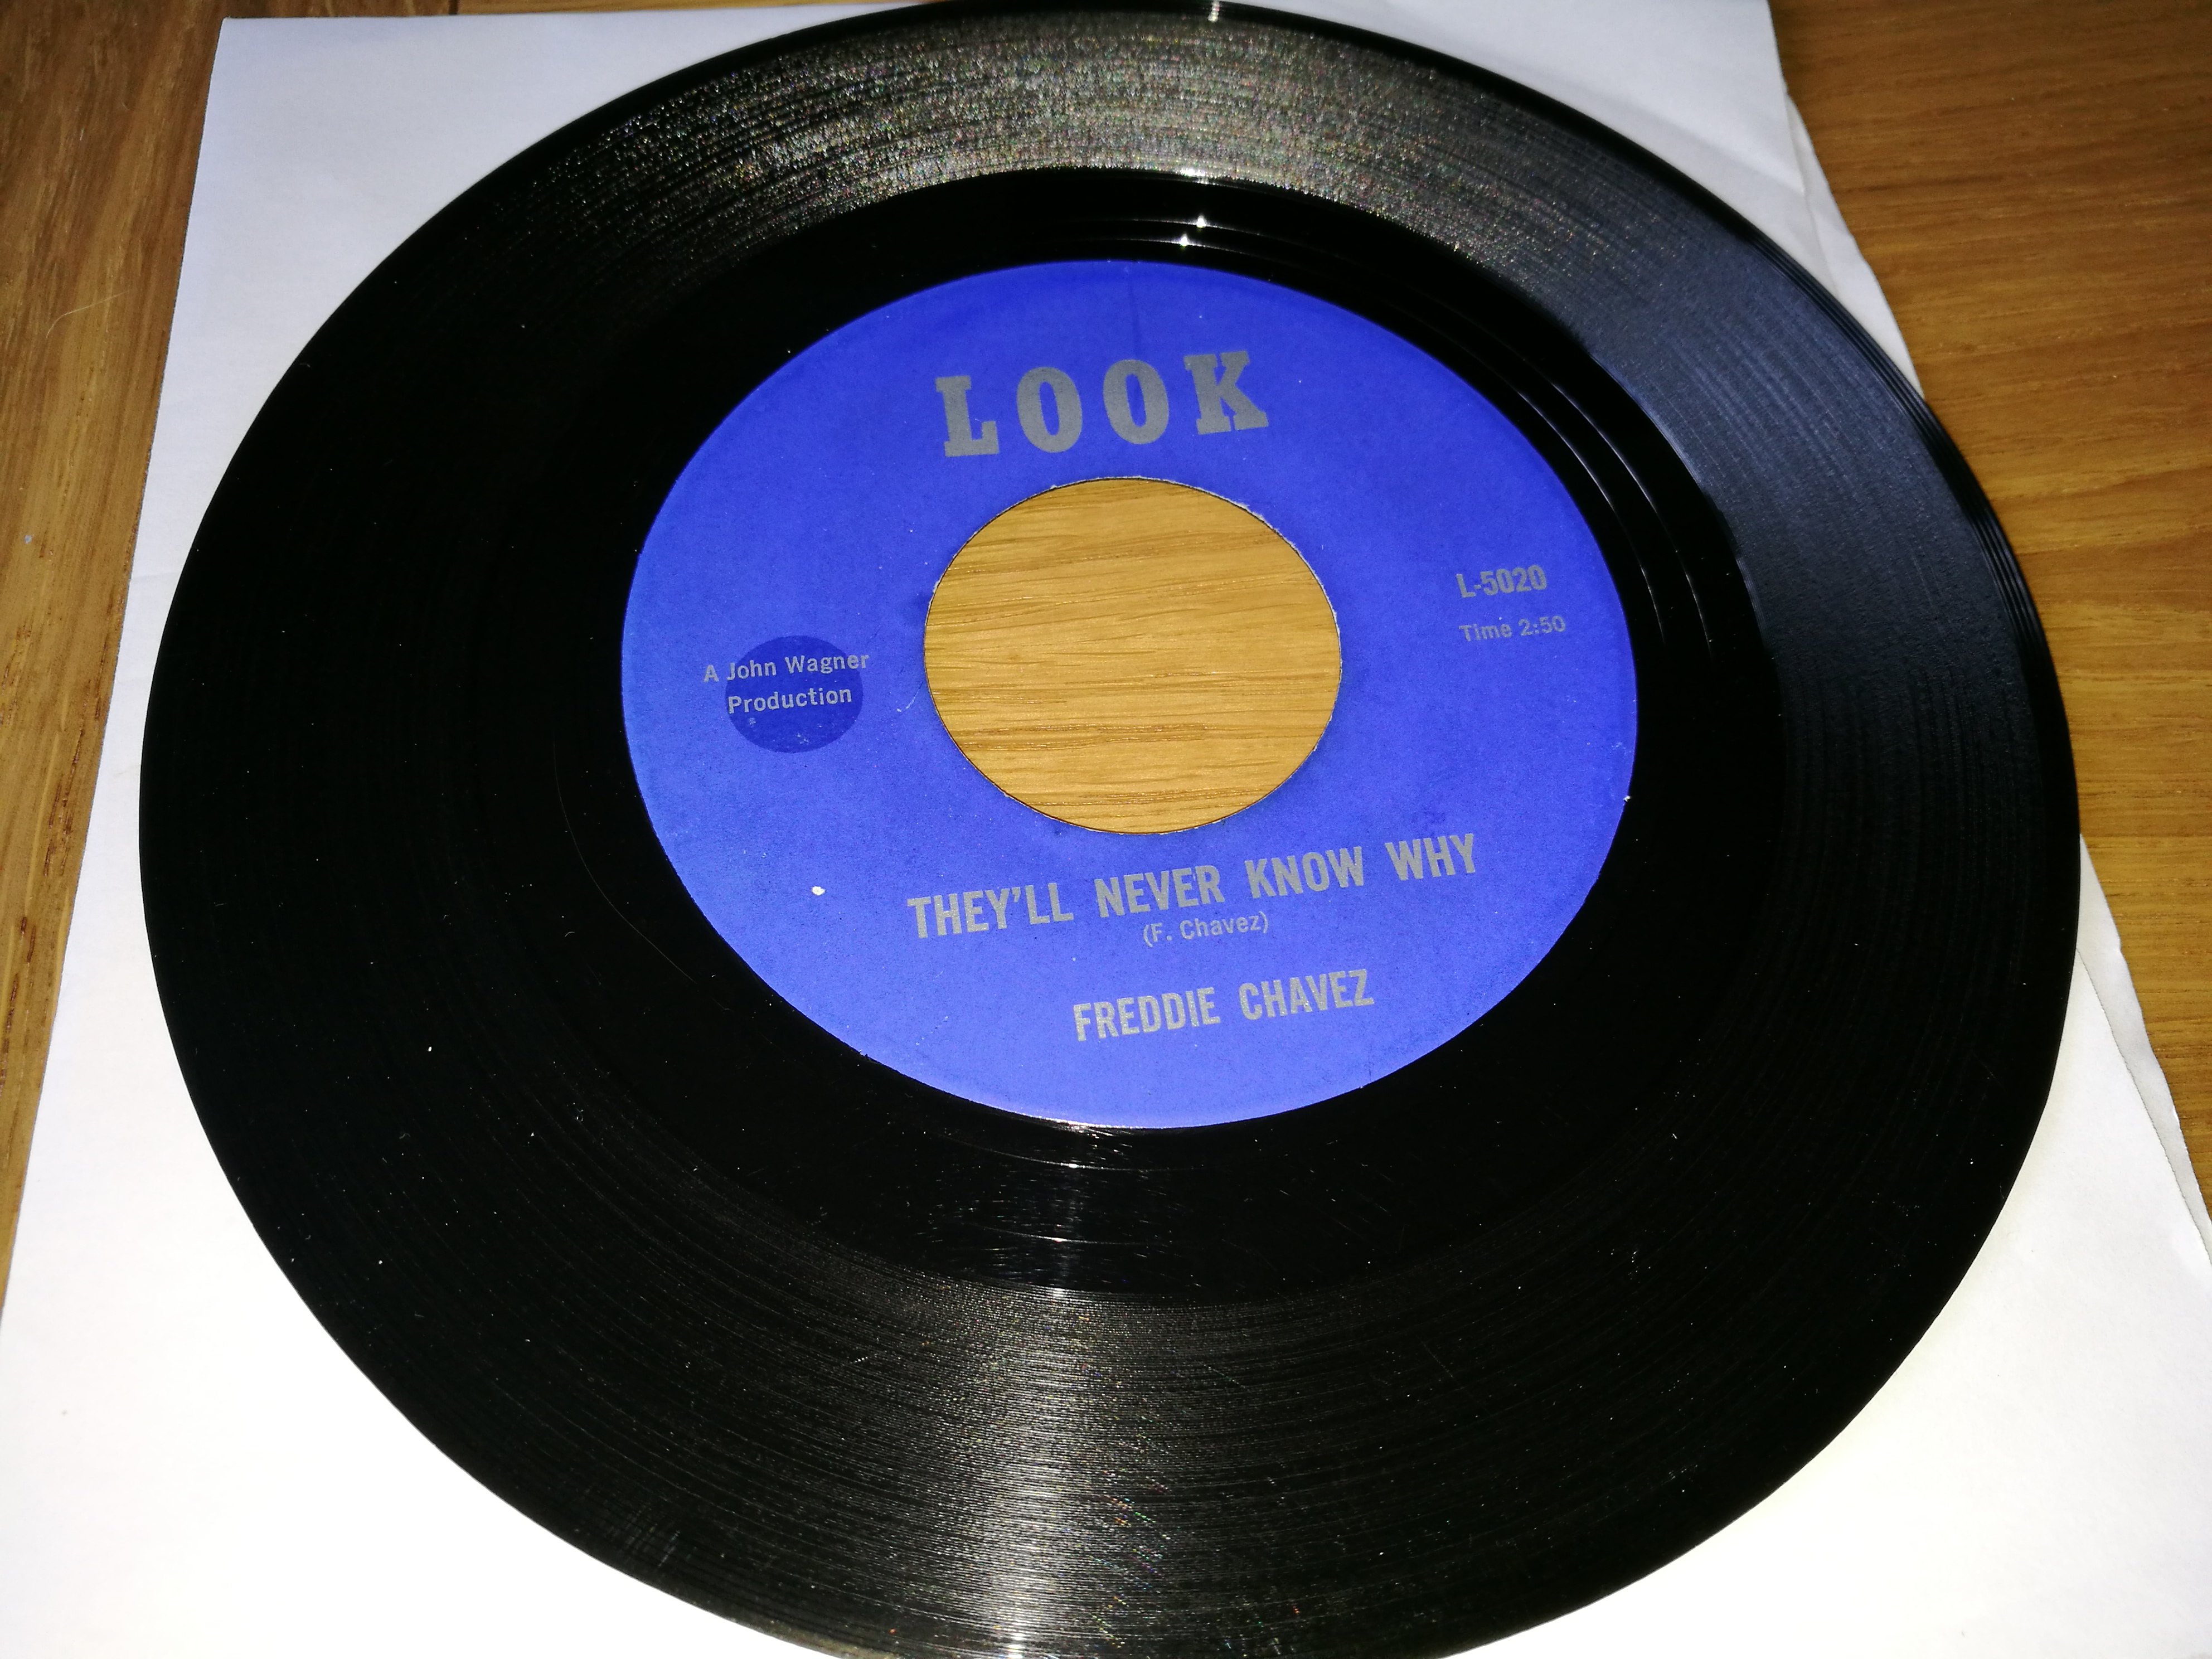 LOOK
L-5020
Time 2:50
A John Wagner
Production
THEY'LL NEVER KNOW WHY
(F. Chavez)
FREDDIE CHAVEZ